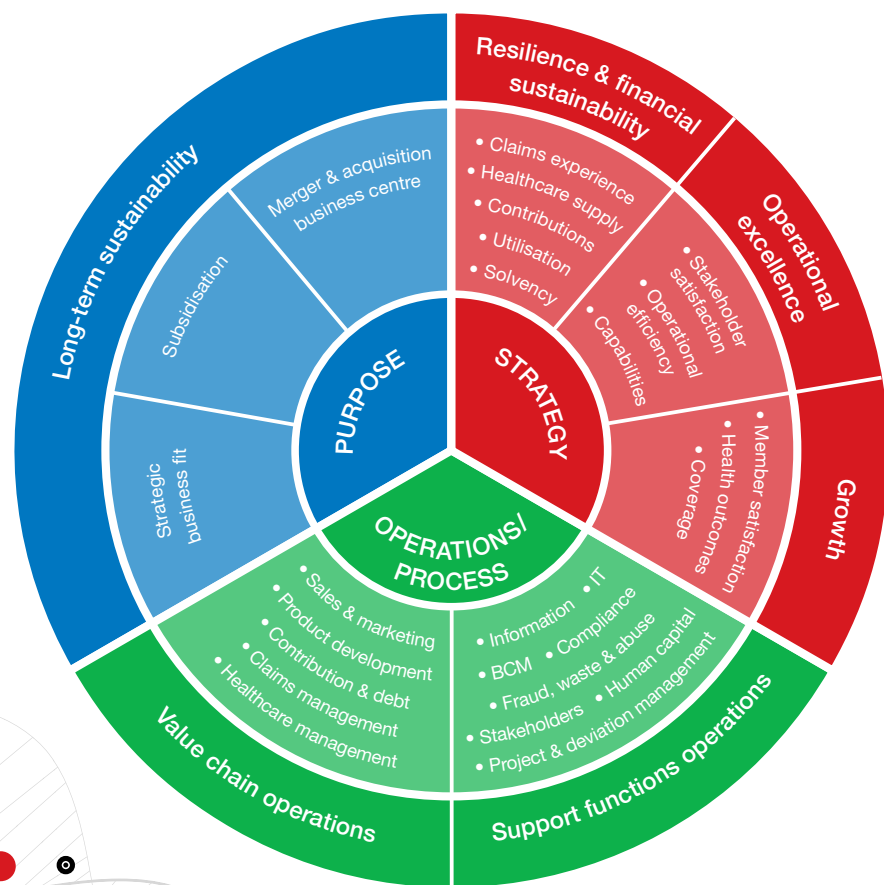 PURPOSE
Long-term sustainability
Merger & acquisition
business centre
Subsidisation
Strategic
business fit
STRATEGY
Resilience & financial
sustainability
• Claims experience
• Healthcare supply
• Contributions
• Utilisation
• Solvency
Operational
excellence
• Stakeholder
satisfaction
• Operational
efficiency
• Capabilities
Growth
• Member satisfaction
• Health outcomes
• Coverage
OPERATIONS/
PROCESS
• Sales & marketing
• Product development
• Contribution & debt
• Claims management
• Healthcare management
Value chain operations
• Information • IT
• BCM • Compliance
• Fraud, waste & abuse
• Stakeholders • Human capital
• Project & deviation management
Support functions operations